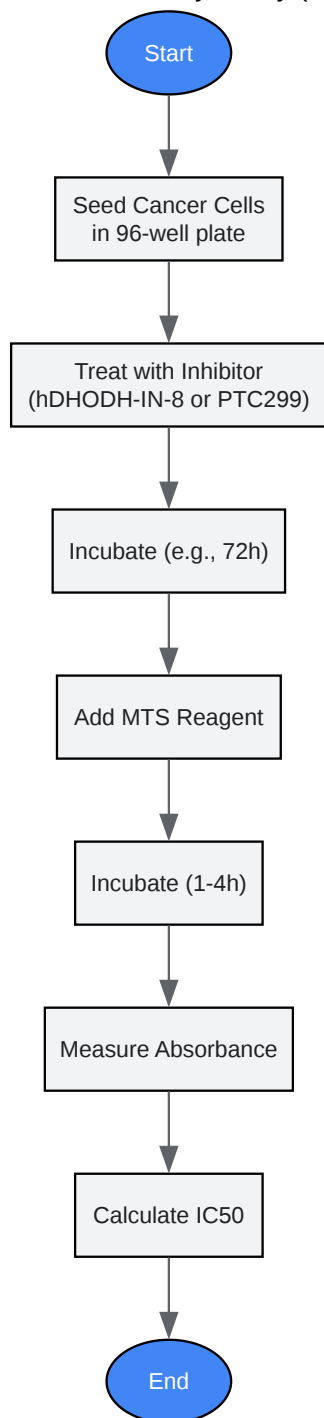 Start
Seed Cancer Cells
in 96-well plate
Treat with Inhibitor
(hDHODH-IN-8 or PTC299)
Incubate (e.g., 72h)
Add MTS Reagent
Incubate (1-4h)
Measure Absorbance
Calculate IC50
End